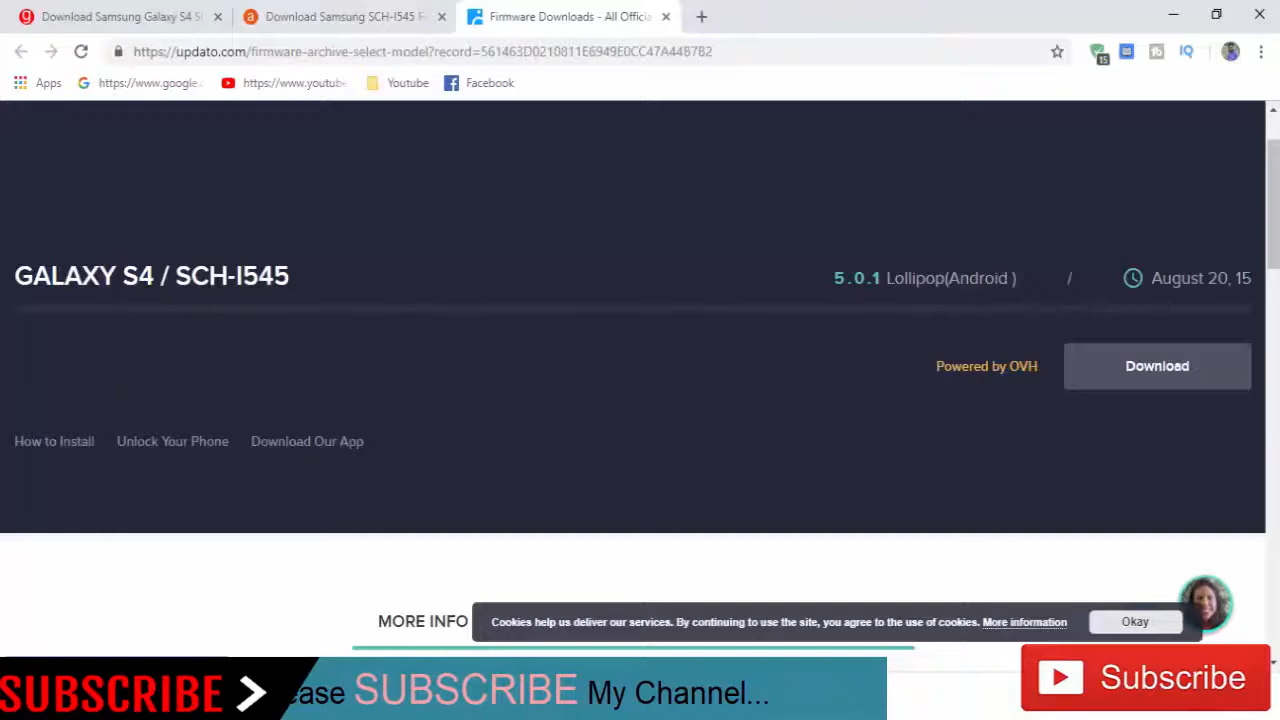 Download Samsung Galaxy S4 S
Download Samsung SCH-I545 F
Firmware Downloads - All Officia
https://updato.com/firmware-archive-select-model?record=561463D0210811E6949E0CC47A44B7B2
15
IQ
Apps
https://www.google.
https://www.youtub
Youtube
Facebook
GALAXY S4 / SCH-I545
5.0.1 Lollipop(Android ) / August 20, 15
Powered by OVH
Download
How to Install
Unlock Your Phone
Download Our App
MORE INFO
Cookies help us deliver our services. By continuing to use the site, you agree to the use of cookies. More information
Okay
SUBSCRIBE
ease SUBSCRIBE My Channel...
Subscribe